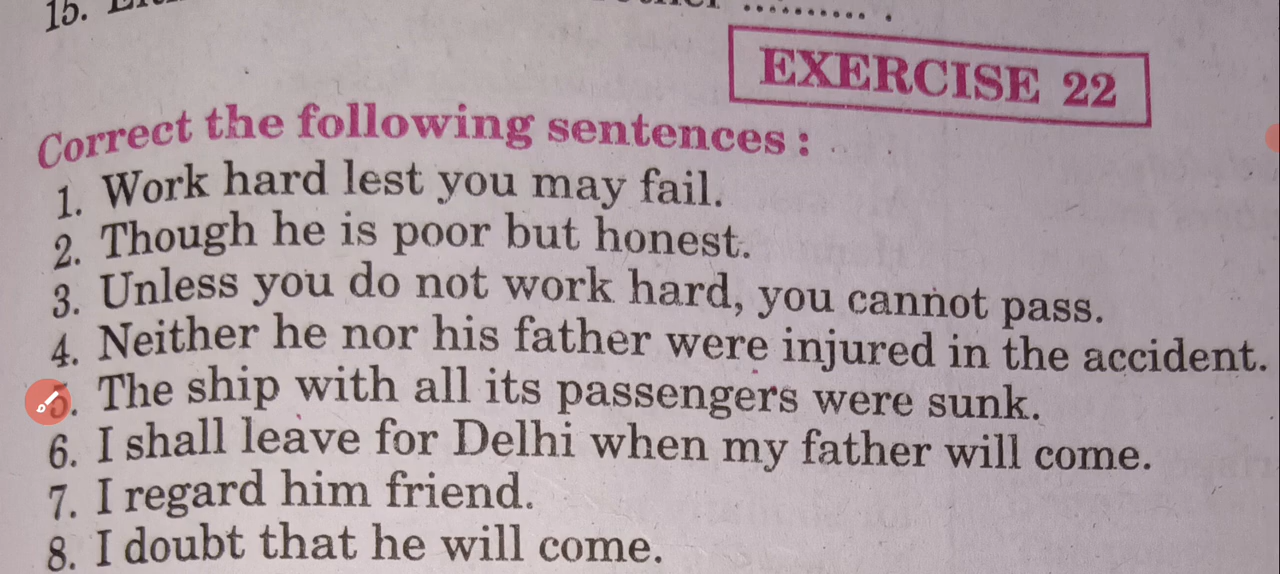 15.
EXERCISE 22
Correct the following sentences :
1. Work hard lest you may fail.
2. Though he is poor but honest.
3. Unless you do not work hard, you cannot pass.
4. Neither he nor his father were injured in the accident.
5. The ship with all its passengers were sunk.
6. I shall leave for Delhi when my father will come.
7. I regard him friend.
8. I doubt that he will come.